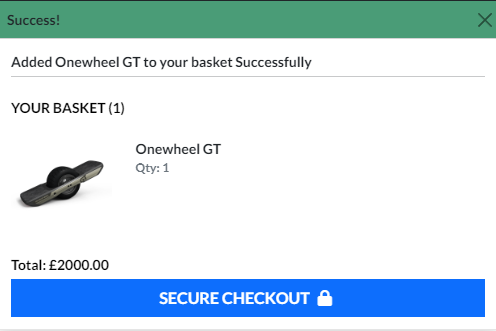 Success!
Added Onewheel GT to your basket Successfully
YOUR BASKET (1)
Onewheel GT
Qty: 1
Total: £2000.00
SECURE CHECKOUT